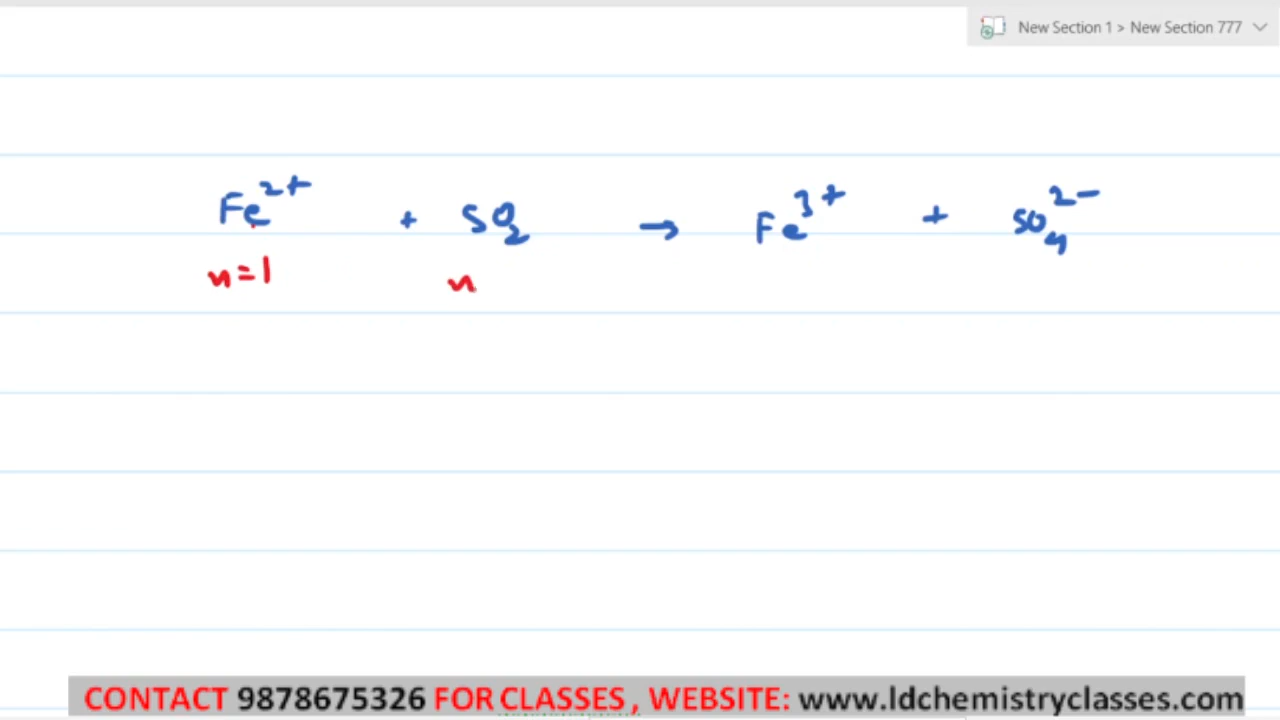 New Section 1 > New Section 777
Fe²⁺ + SO₂ → Fe³⁺ + SO₄²⁻
n=1 n
CONTACT 9878675326 FOR CLASSES , WEBSITE: www.ldchemistryclasses.com